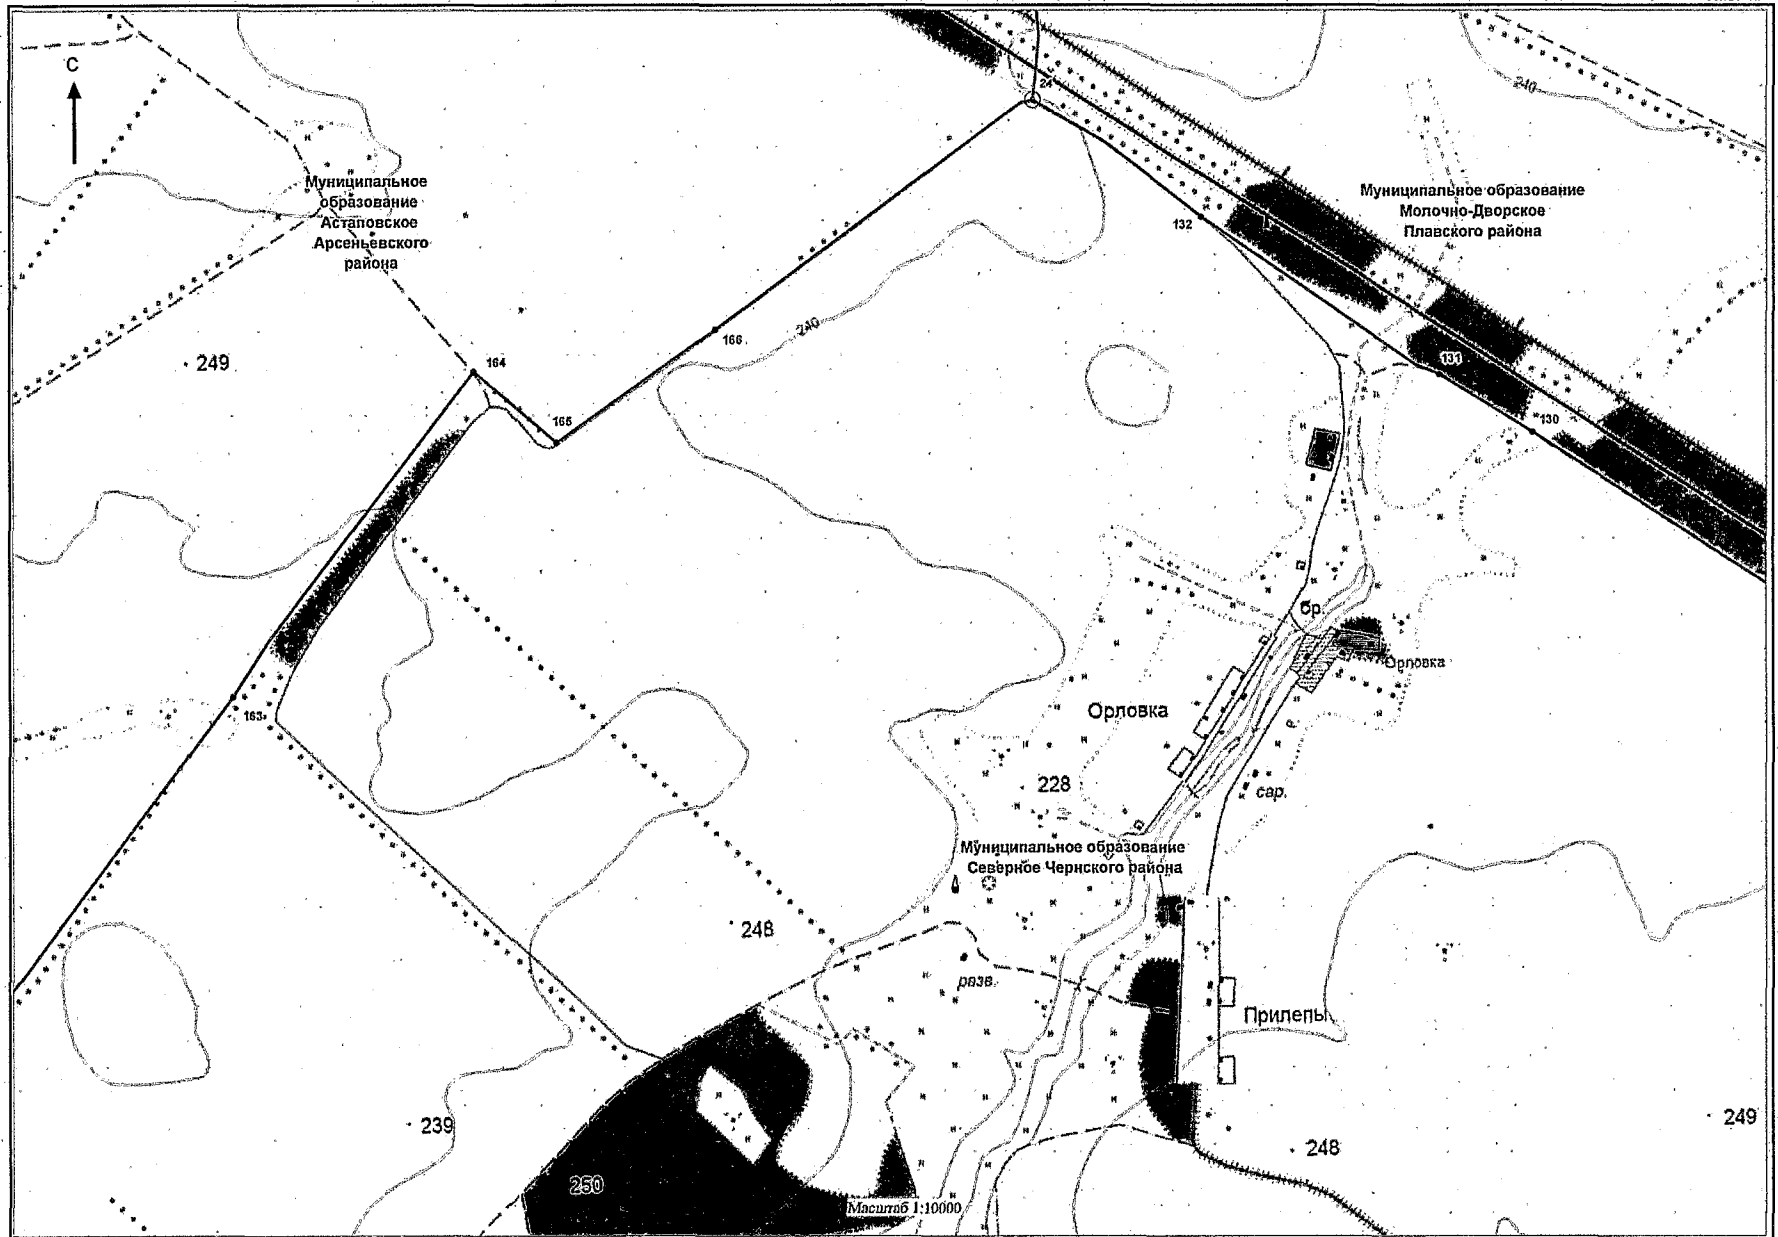 С
24
240
Муниципальное
образование
Астаповское
Арсеньевского
района
Муниципальное образование
Молочно-Дворское
Плавского района
132
166
240
249
164
131
165
130
бр.
Орловка
163
Орловка
228
сар.
Муниципальное образование
Северное Чернского района
248
разв.
Прилепы
239
249
248
250
Масштаб 1:10000